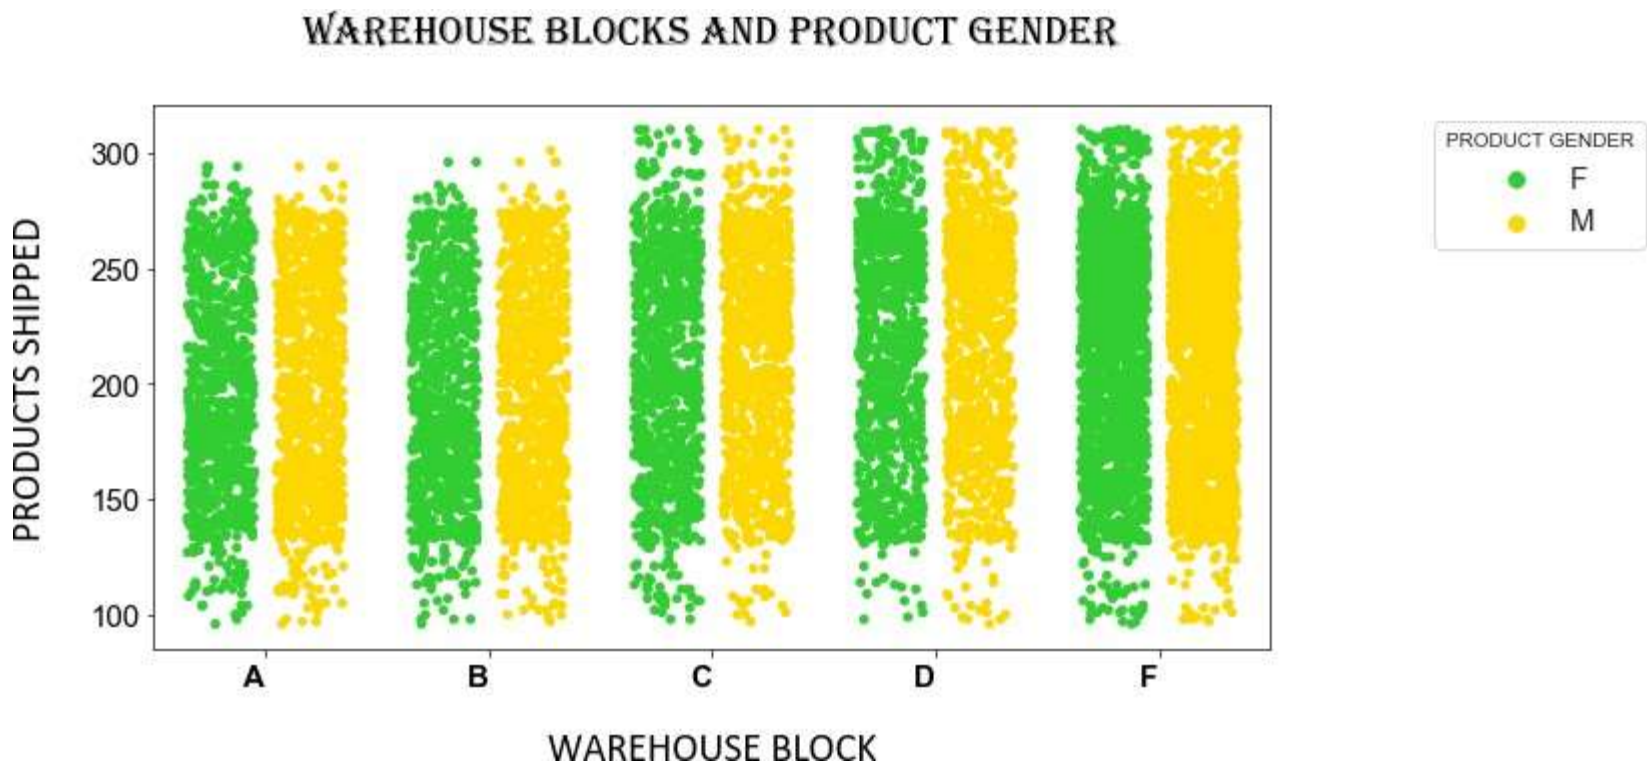 WAREHOUSE BLOCKS AND PRODUCT GENDER
PRODUCT GENDER
F
M
PRODUCTS SHIPPED
300
250
200
150
100
A B C D F
WAREHOUSE BLOCK